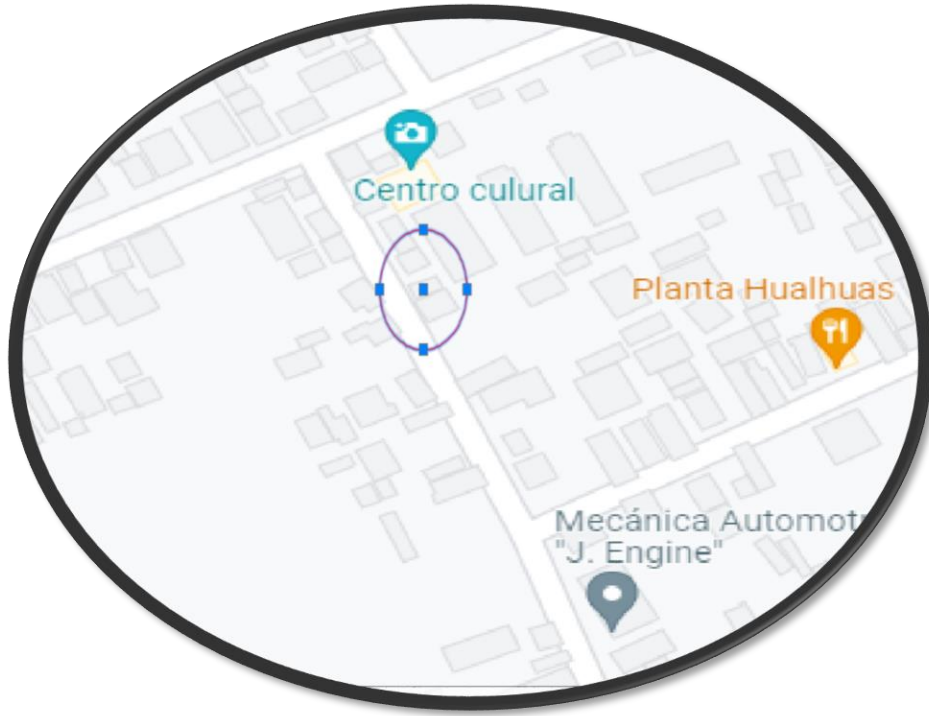 Centro culural
Planta Hualhuas
Mecánica Automot
"J. Engine"